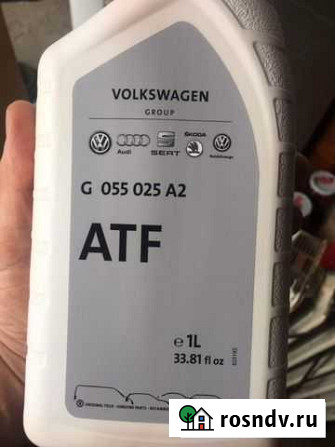 VOLKSWAGEN
GROUP
Audi
SEAT
ŠKODA
G 055 025 A2
ATF
e 1L
33.81 fl oz
rosndv.ru